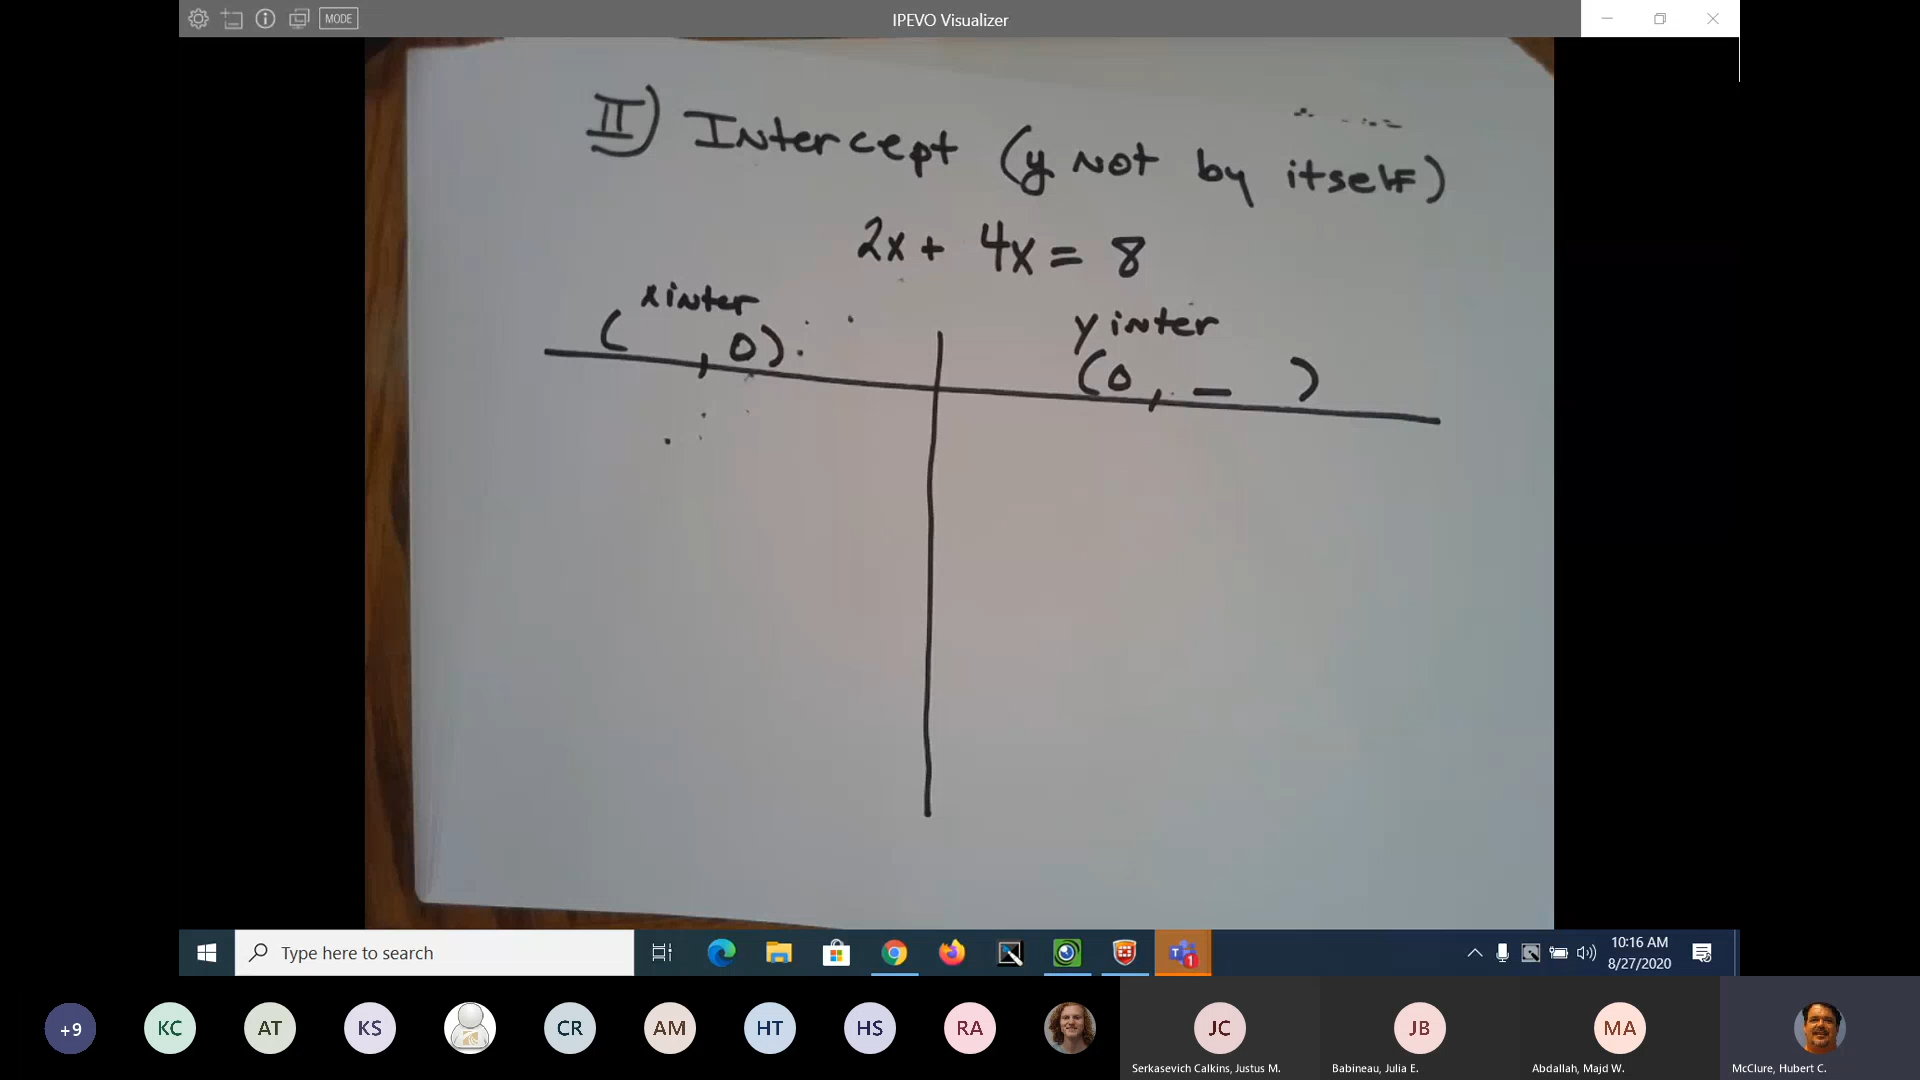 MODE
IPEVO Visualizer
II) Intercept (y not by itself)
2x + 4x = 8
x inter
y inter
( , 0)
(0, _ )
Type here to search
1
10:16 AM
8/27/2020
+9
KC
AT
KS
CR
AM
HT
HS
RA
JC
JB
MA
Serkasevich Calkins, Justus M.
Babineau, Julia E.
Abdallah, Majd W.
McClure, Hubert C.